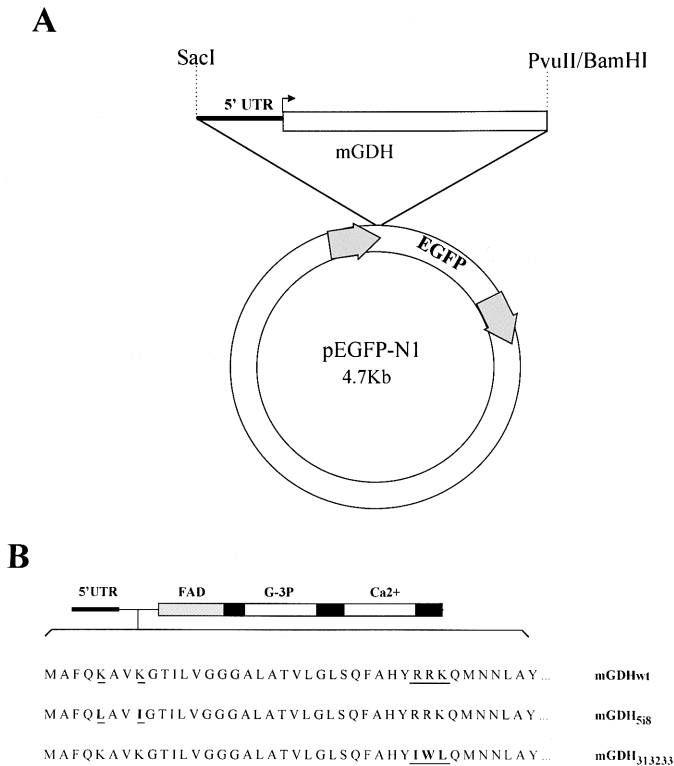 A
SacI PvuII/BamHI
5' UTR
mGDH
EGFP
pEGFP-N1
4.7Kb
B
5'UTR FAD G-3P Ca2+
MAFQKAVKGTILVGGGALATVLGLSQFAHYRRKQMNNLAY... mGDHwt
MAFQLAVIGTILVGGGALATVLGLSQFAHYRRKQMNNLAY... mGDH5i8
MAFQKAVKGTILVGGGALATVLGLSQFAHYIWLQMNNLAY... mGDH313233